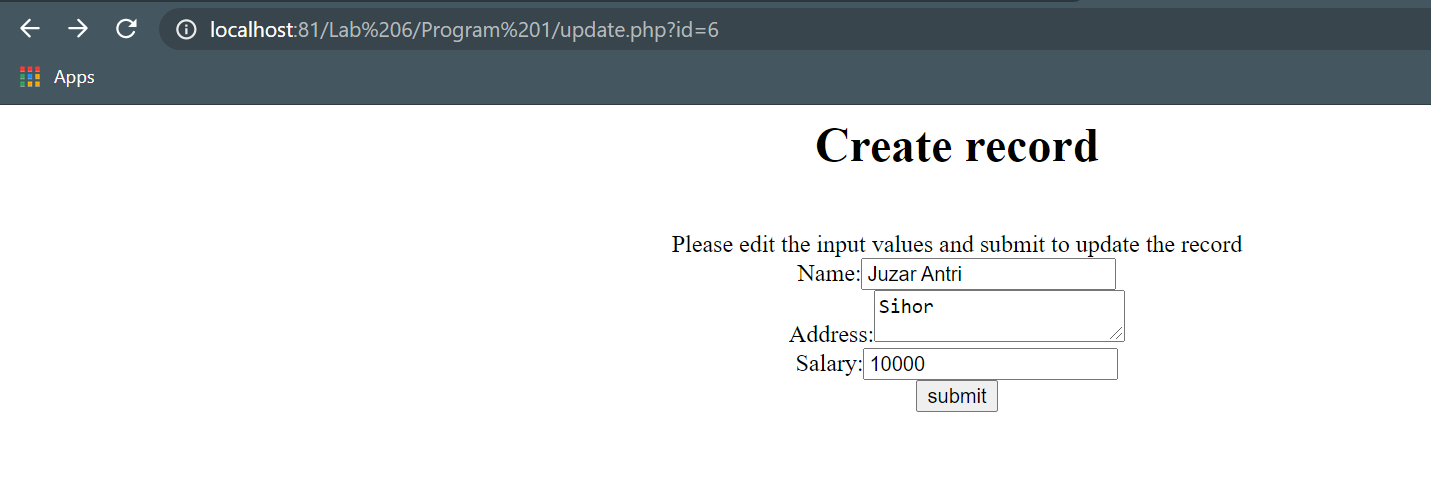 localhost:81/Lab%206/Program%201/update.php?id=6
Apps
Create record
Please edit the input values and submit to update the record
Name: Juzar Antri
Address: Sihor
Salary: 10000
submit